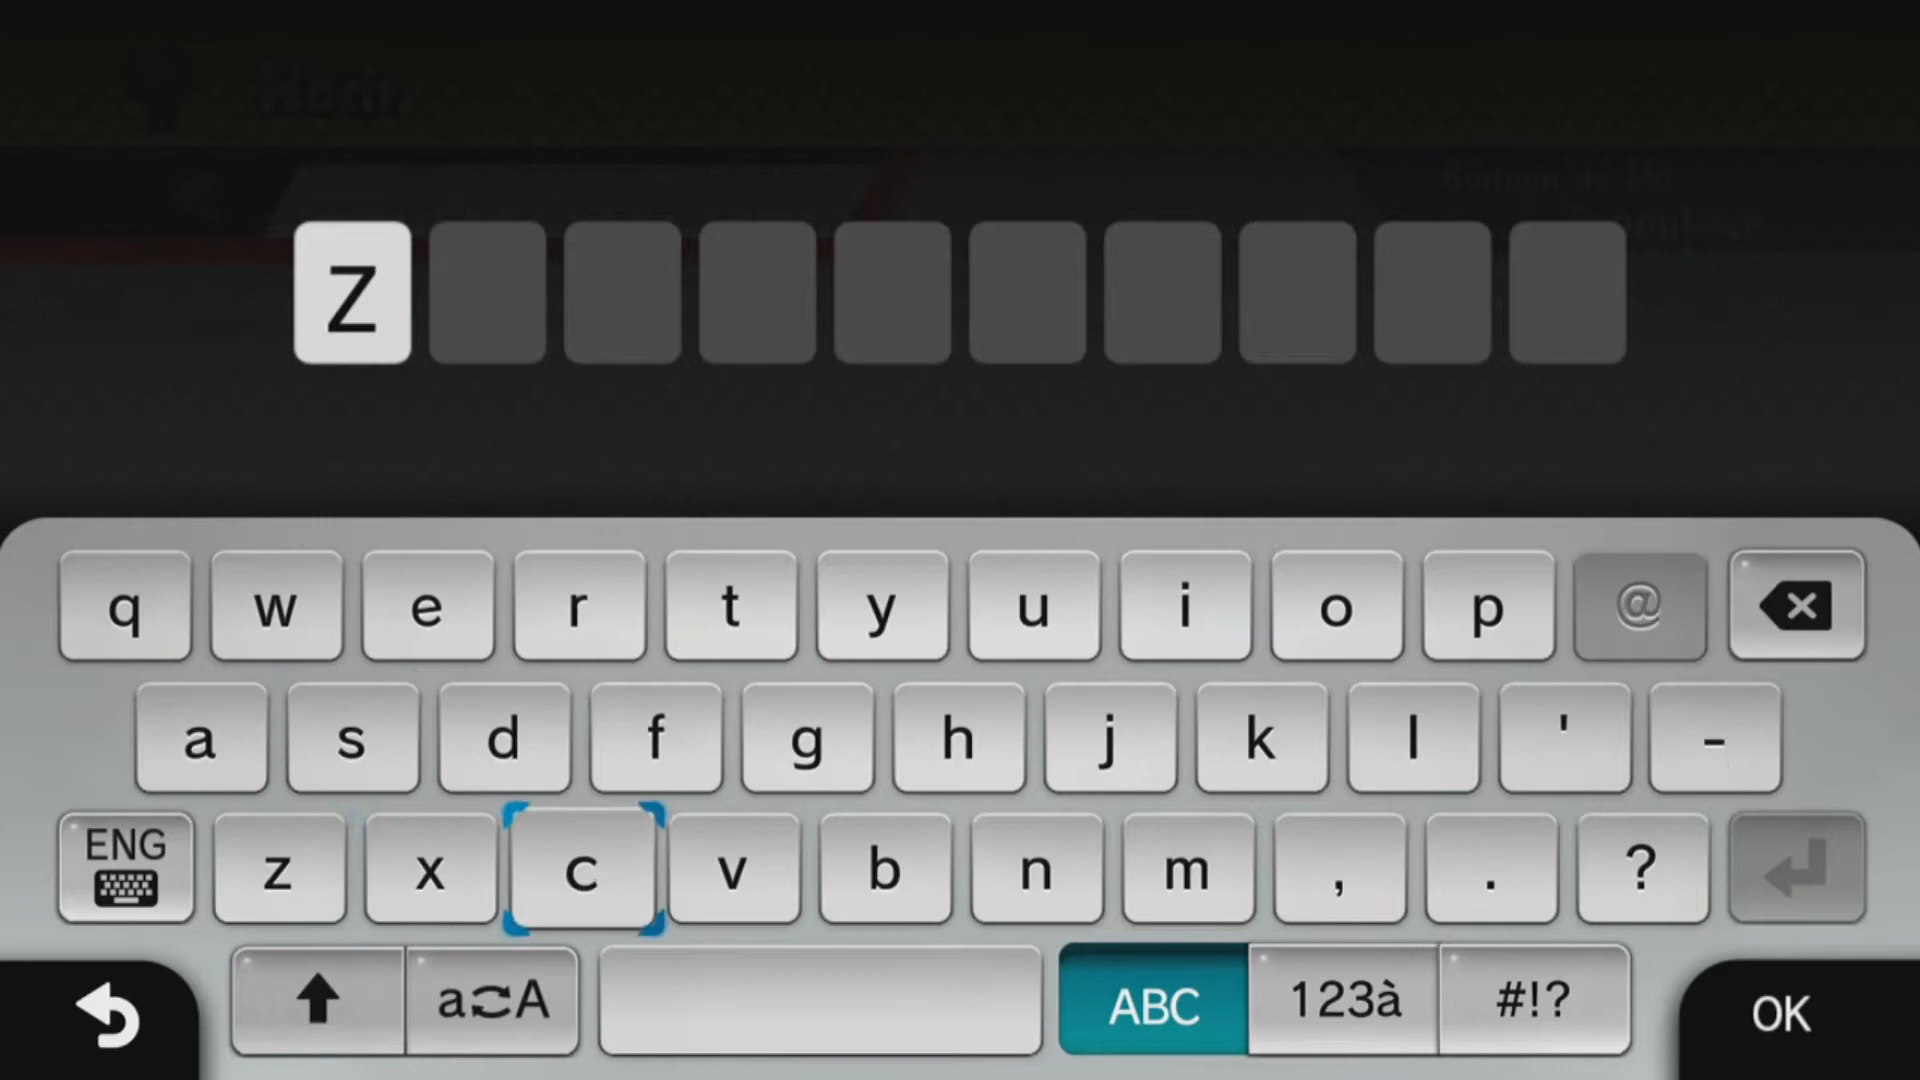 Z
q w e r t y u i o p @
a s d f g h j k l ' -
ENG z x c v b n m , . ?
a A ABC 123à #!? OK